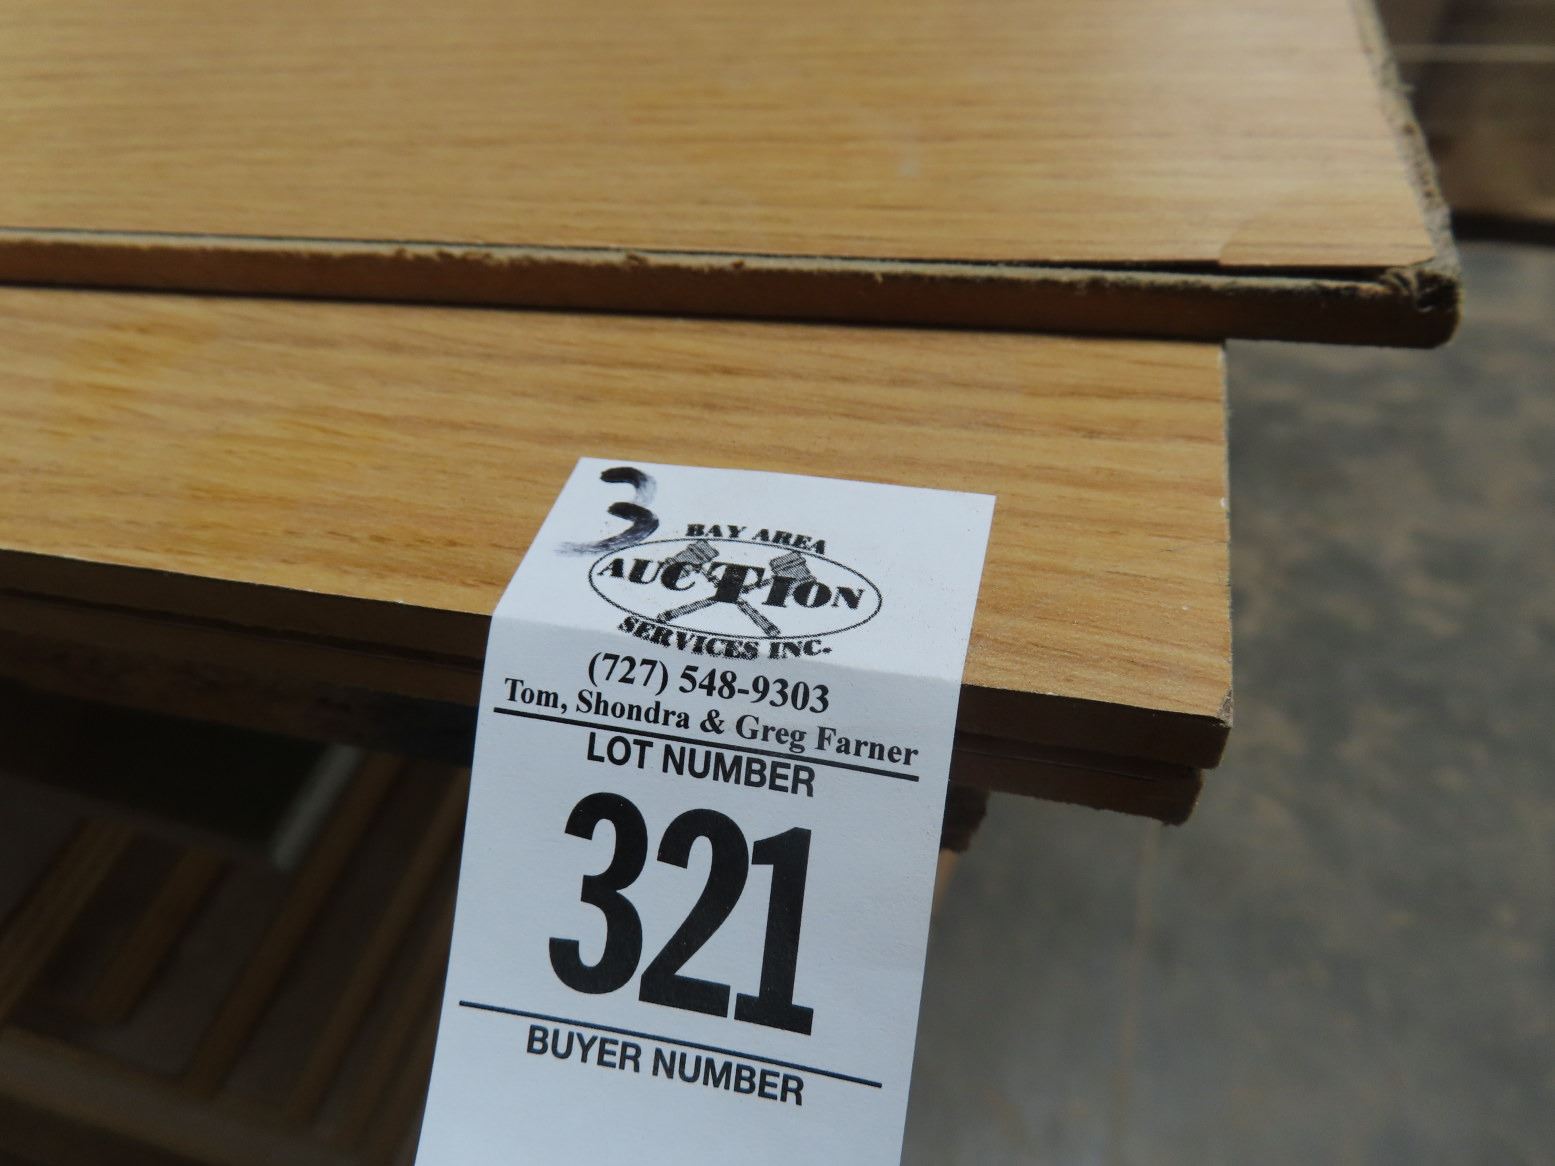 3
BAY AREA
AUCTION
SERVICES INC.
(727) 548-9303
Tom, Shondra & Greg Farner
LOT NUMBER
321
BUYER NUMBER